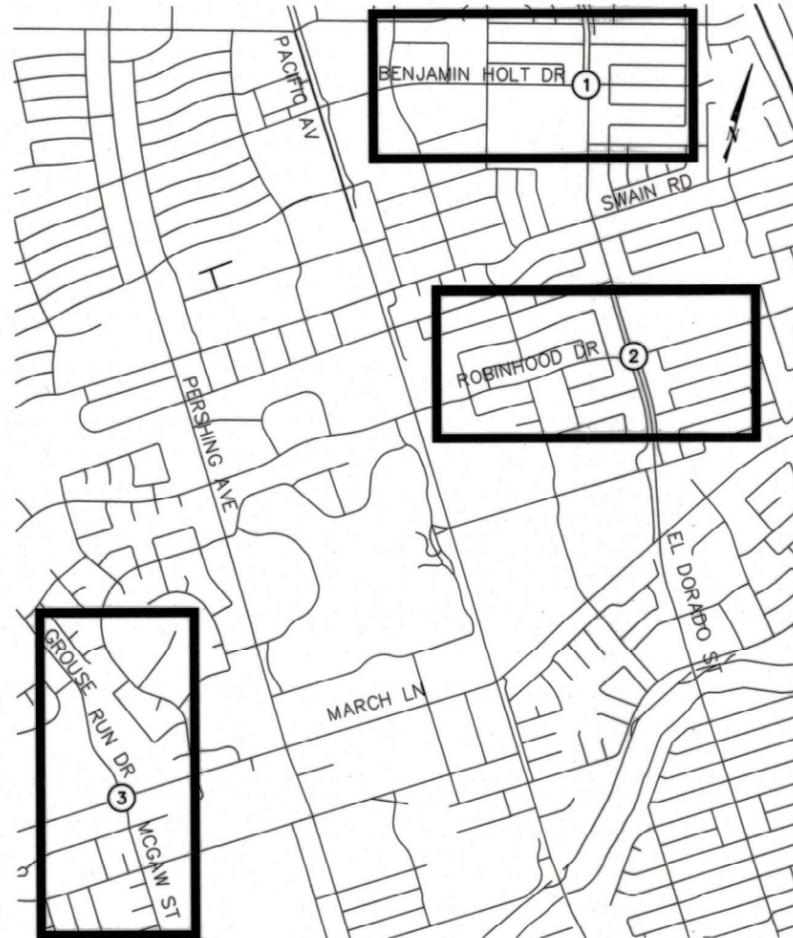 PACIFIC AV
BENJAMIN HOLT DR
1
N
SWAIN RD
ROBINHOOD DR
2
PERSHING AVE
EL DORADO ST
GROUSE RUN DR
MARCH LN
3
MCGAW ST